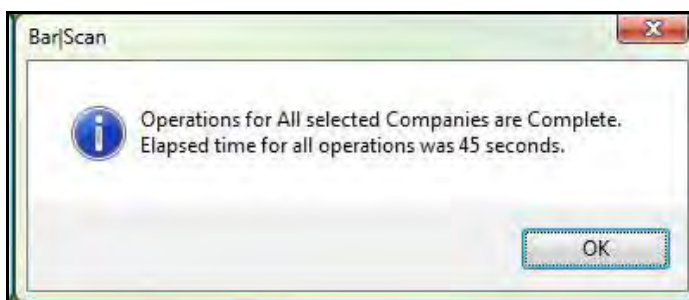 Bar|Scan
Operations for All selected Companies are Complete.
Elapsed time for all operations was 45 seconds.
OK